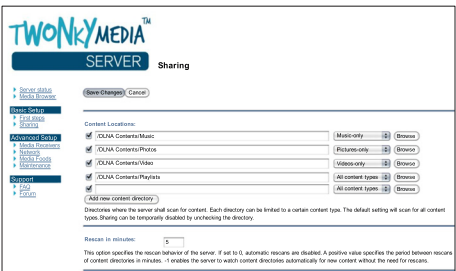 TWONKYMEDIA™
SERVER
Sharing
Server status
Media Browser
Basic Setup
First steps
Sharing
Advanced Setup
Media Receivers
Network
Media Feeds
Maintenance
Support
FAQ
Forum
Save Changes Cancel
Content Locations:
/DLNA Contents/Music Music-only Browse
/DLNA Contents/Photos Pictures-only Browse
/DLNA Contents/Video Videos-only Browse
/DLNA Contents/Playlists All content types Browse
All content types Browse
Add new content directory
Directories where the server shall scan for content. Each directory can be limited to a certain content type. The default setting will scan for all content
types.Sharing can be temporarily disabled by unchecking the directory.
Rescan in minutes: 5
This option specifies the rescan behavior of the server. If set to 0, automatic rescans are disabled. A positive value specifies the period between rescans
of content directories in minutes. -1 enables the server to watch content directories automatically for new content without the need for rescans.